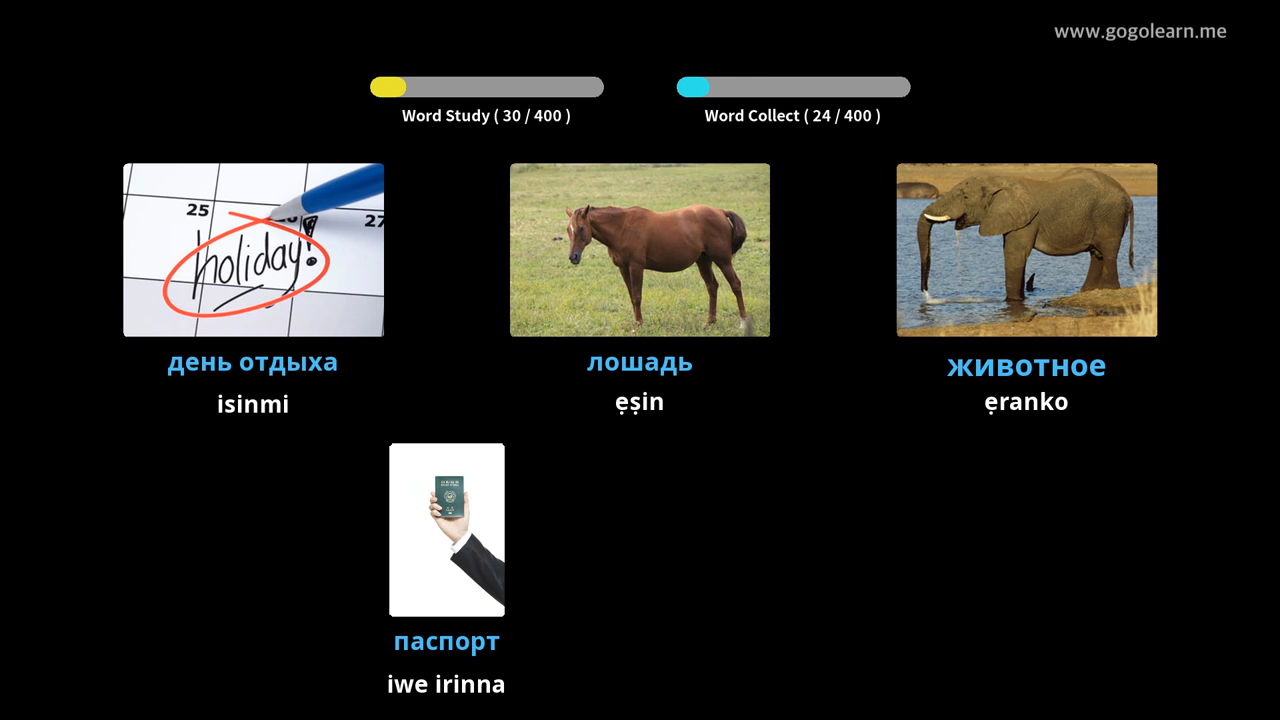 www.gogolearn.me
Word Study ( 30 / 400 )
Word Collect ( 24 / 400 )
25
27
holiday!
день отдыха
лошадь
животное
isinmi
ẹṣin
ẹranko
паспорт
iwe irinna